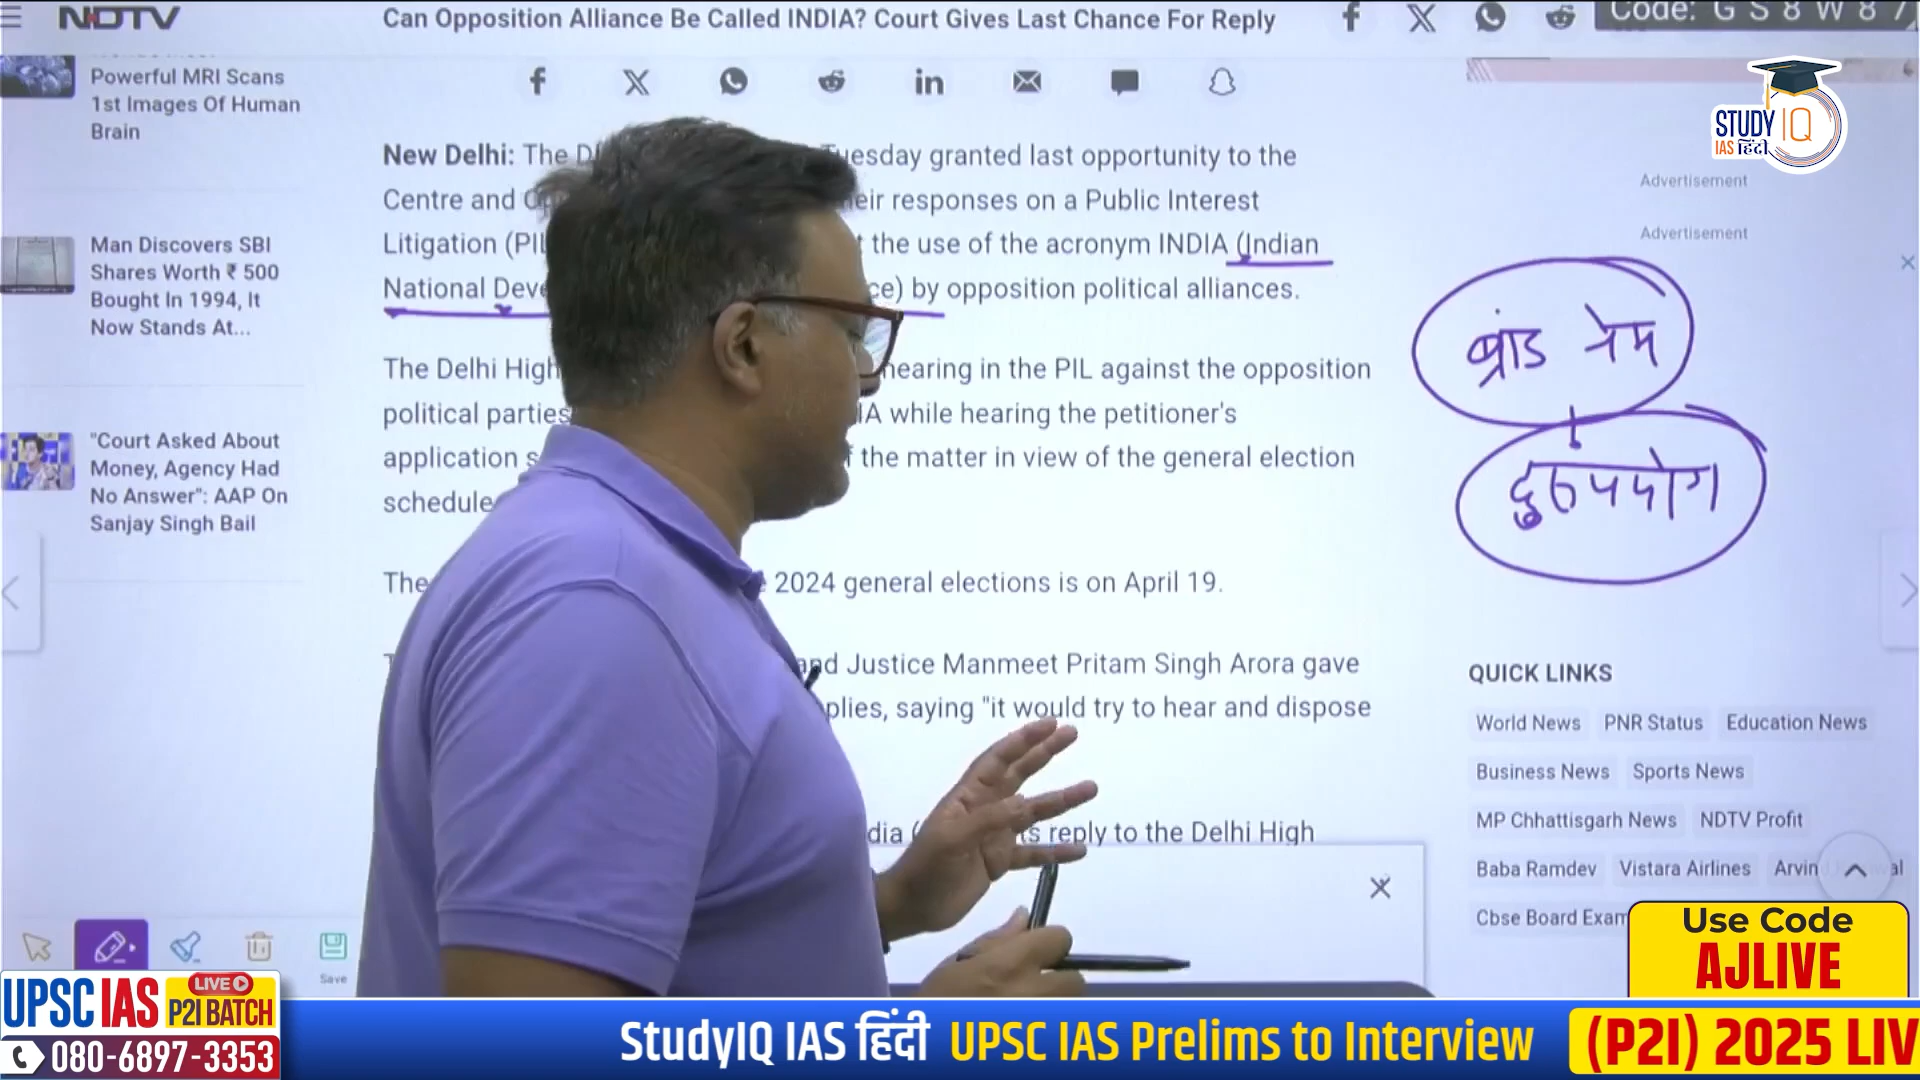 NDTV
Can Opposition Alliance Be Called INDIA? Court Gives Last Chance For Reply
Code: G S 8 W 8 7
Powerful MRI Scans
1st Images Of Human
Brain
STUDY IQ
IAS हिंदी
Advertisement
Advertisement
New Delhi: The Tuesday granted last opportunity to the
Centre and their responses on a Public Interest
Litigation (PIL the use of the acronym INDIA (Indian
National by opposition political alliances.
Man Discovers SBI
Shares Worth ₹ 500
Bought In 1994, It
Now Stands At...
ब्रांड नेम
दुरुपयोग
The Delhi High hearing in the PIL against the opposition
political parties while hearing the petitioner's
application the matter in view of the general election
schedule
"Court Asked About
Money, Agency Had
No Answer": AAP On
Sanjay Singh Bail
The 2024 general elections is on April 19.
and Justice Manmeet Pritam Singh Arora gave
saying "it would try to hear and dispose
reply to the Delhi High
QUICK LINKS
World News PNR Status Education News
Business News Sports News
MP Chhattisgarh News NDTV Profit
Baba Ramdev Vistara Airlines
Cbse Board Exam
Save
Use Code
AJLIVE
UPSC IAS LIVE P2I BATCH
080-6897-3353
StudyIQ IAS हिंदी UPSC IAS Prelims to Interview
(P2I) 2025 LIV